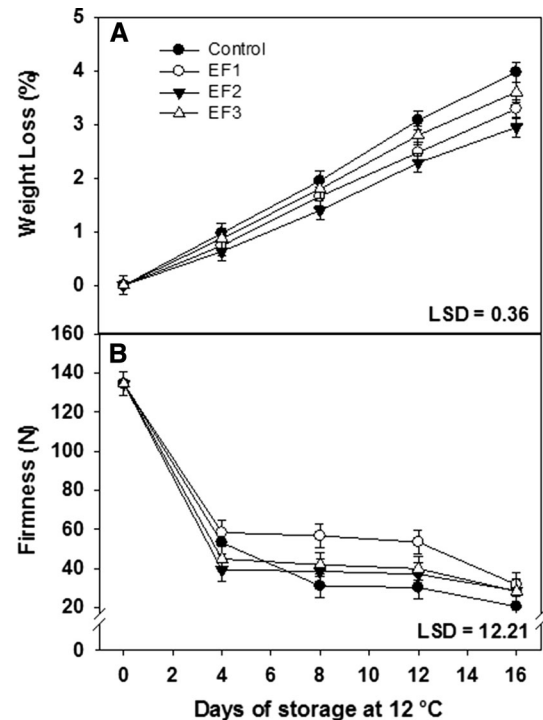 A
Weight Loss (%)
5
4
3
2
1
0
Control
EF1
EF2
EF3
LSD = 0.36
B
Firmness (N)
160
140
120
100
80
60
40
20
0
LSD = 12.21
0 2 4 6 8 10 12 14 16
Days of storage at 12 °C